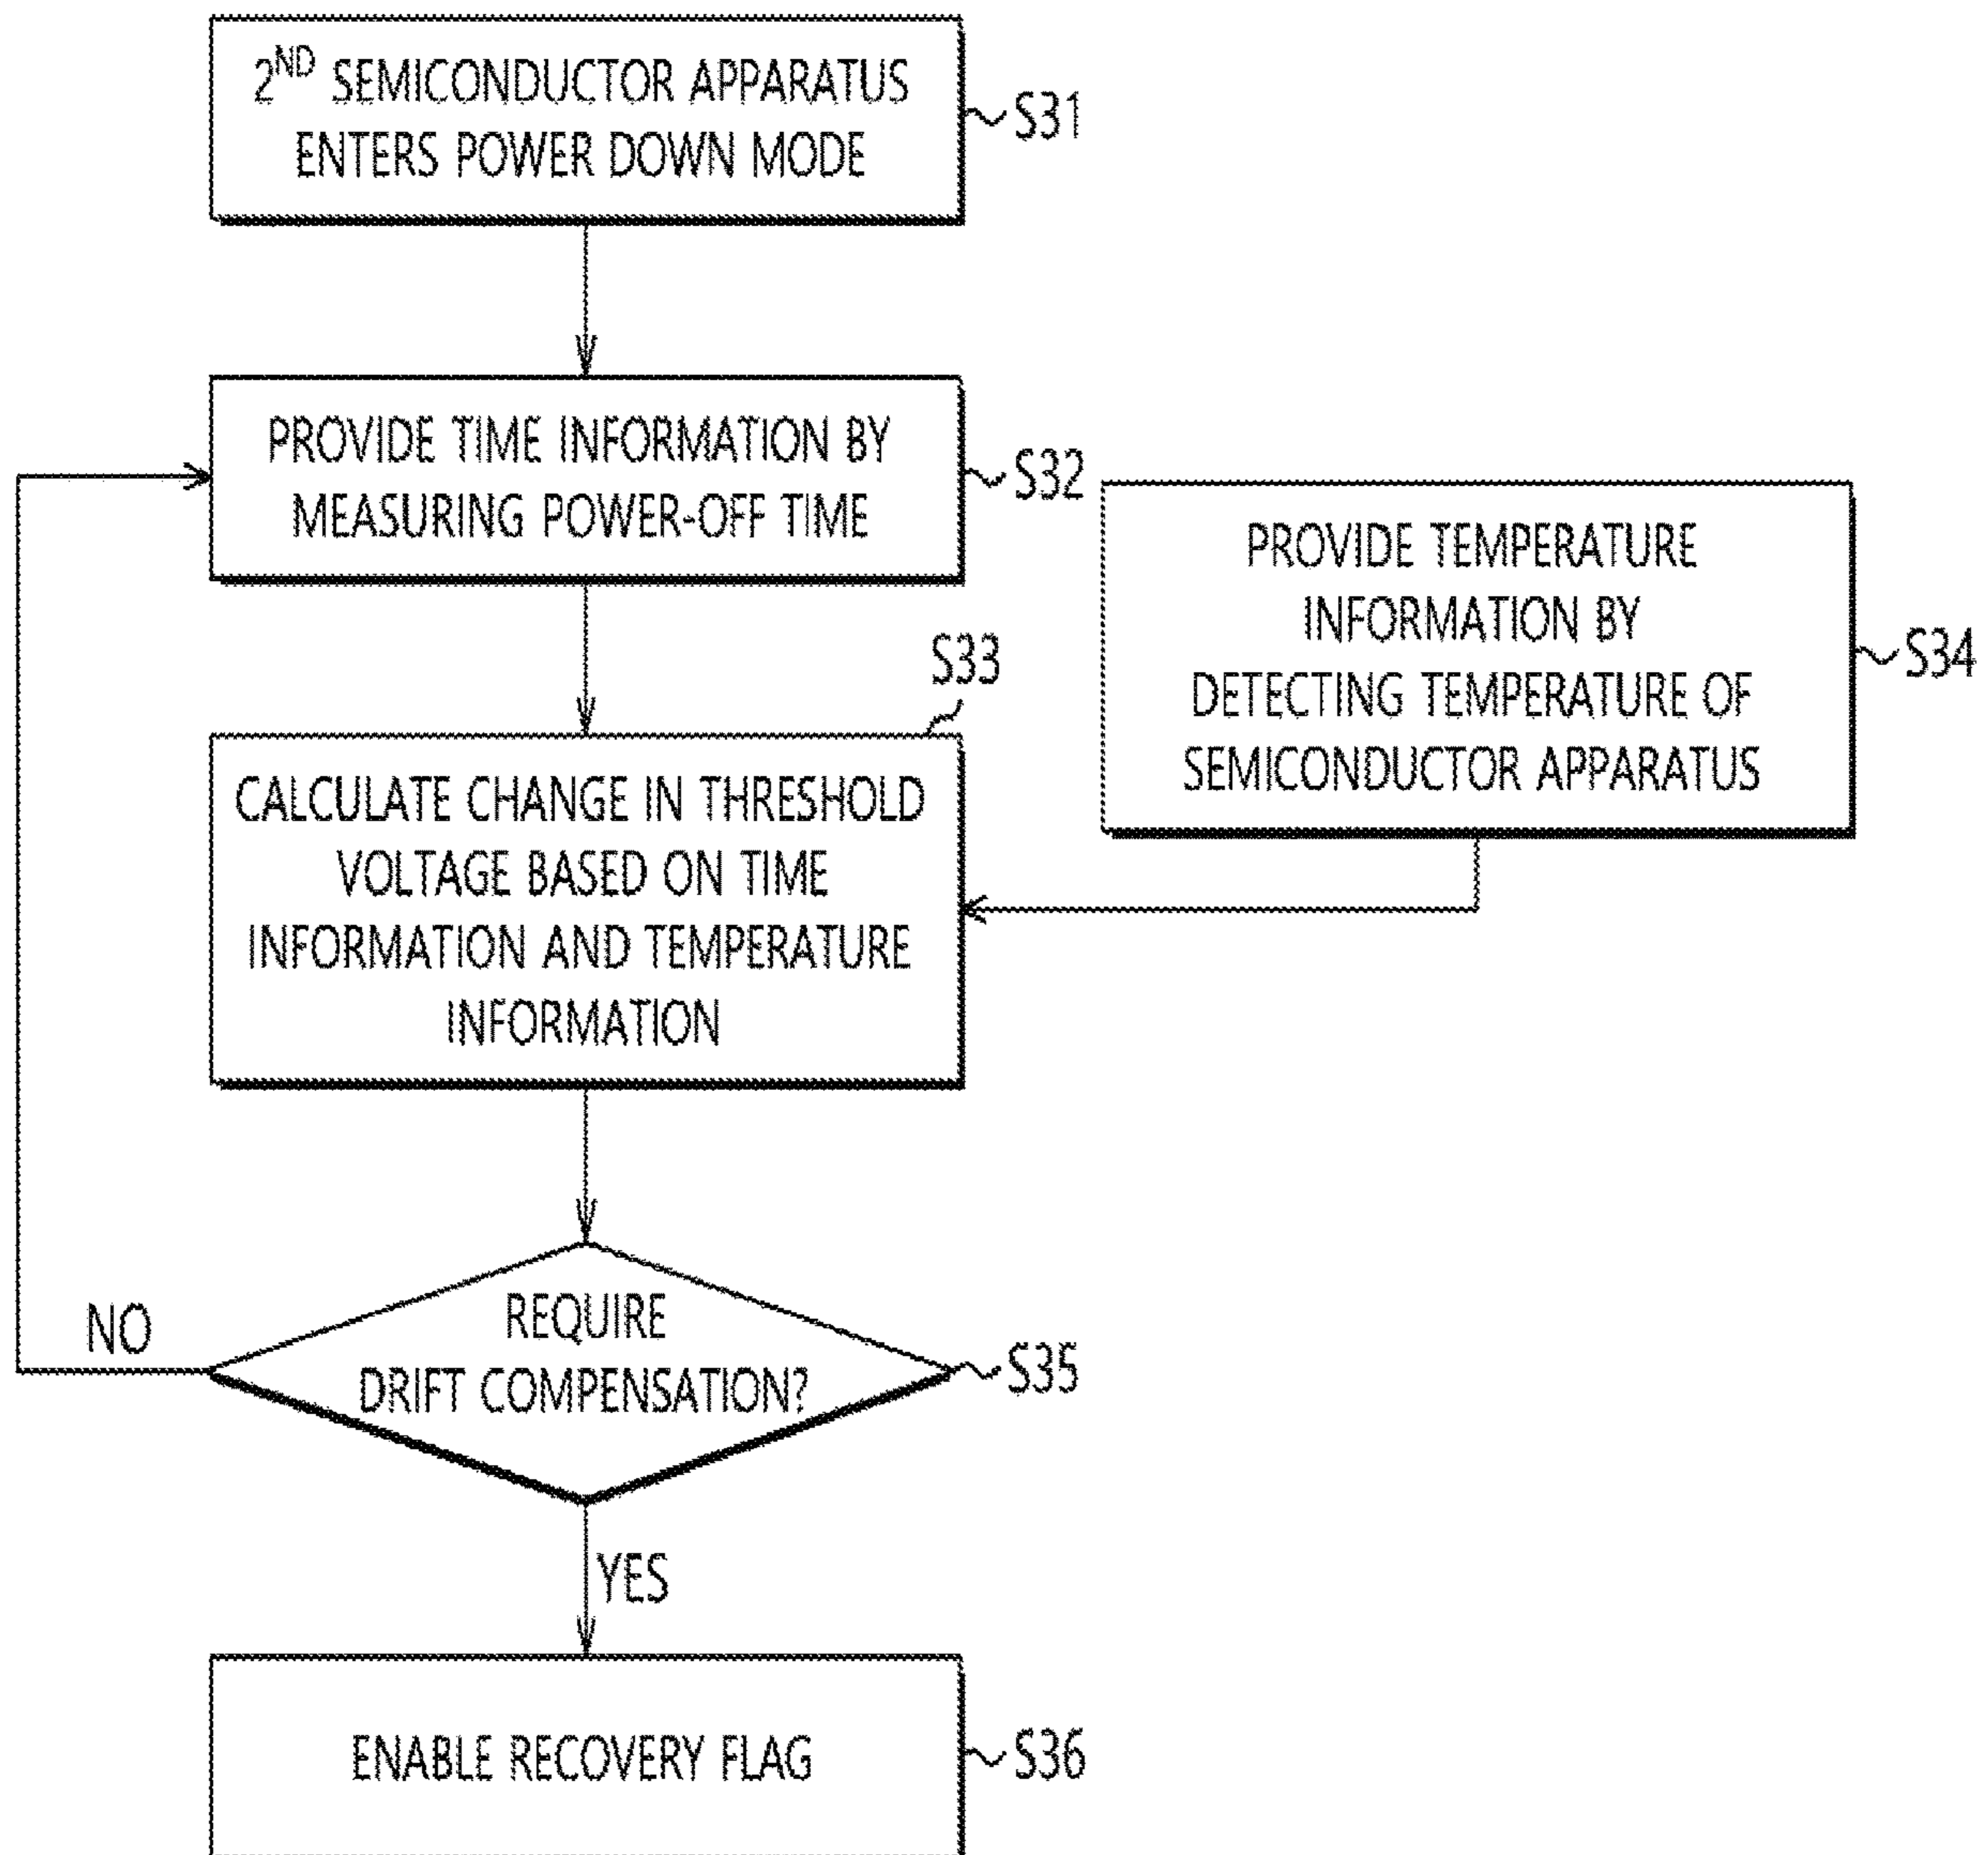 2ND SEMICONDUCTOR APPARATUS
ENTERS POWER DOWN MODE
S31
PROVIDE TIME INFORMATION BY
MEASURING POWER-OFF TIME
S32
PROVIDE TEMPERATURE
INFORMATION BY
DETECTING TEMPERATURE OF
SEMICONDUCTOR APPARATUS
S34
S33
CALCULATE CHANGE IN THRESHOLD
VOLTAGE BASED ON TIME
INFORMATION AND TEMPERATURE
INFORMATION
REQUIRE
DRIFT COMPENSATION?
S35
NO
YES
ENABLE RECOVERY FLAG
S36